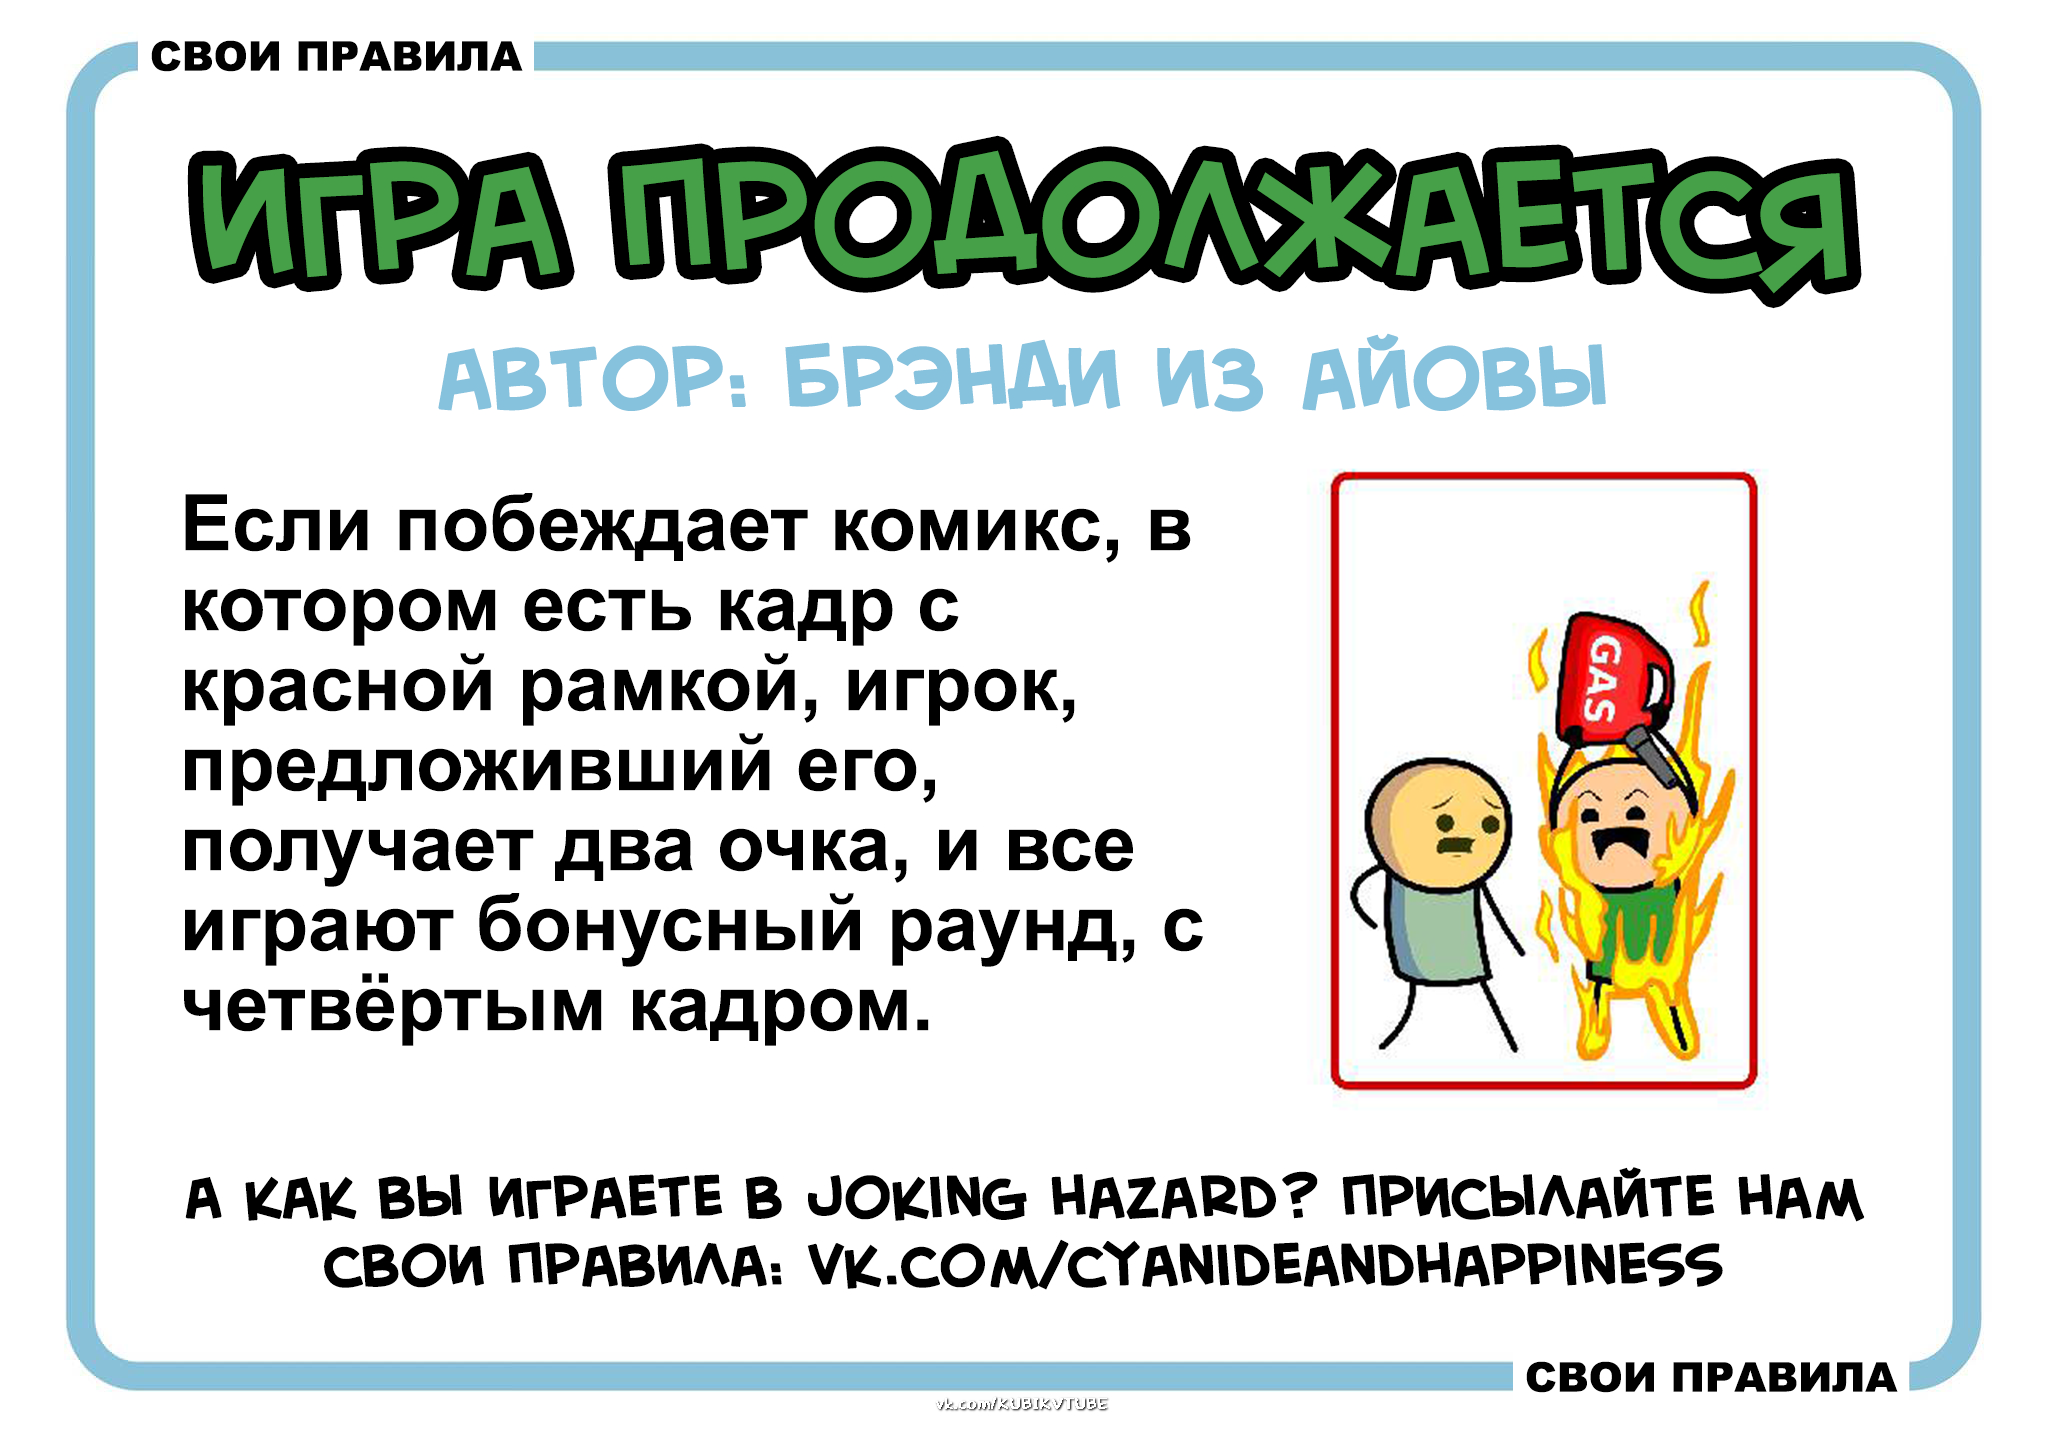 СВОИ ПРАВИЛА
ИГРА ПРОДОЛЖАЕТСЯ
АВТОР: БРЭНДИ ИЗ АЙОВЫ
Если побеждает комикс, в
котором есть кадр с
красной рамкой, игрок,
предложивший его,
получает два очка, и все
играют бонусный раунд, с
четвёртым кадром.
GAS
А КАК ВЫ ИГРАЕТЕ В JOKING HAZARD? ПРИСЫЛАЙТЕ НАМ
СВОИ ПРАВИЛА: VK.COM/CYANIDEANDHAPPINESS
СВОИ ПРАВИЛА
vk.com/KUBIKVTUBE